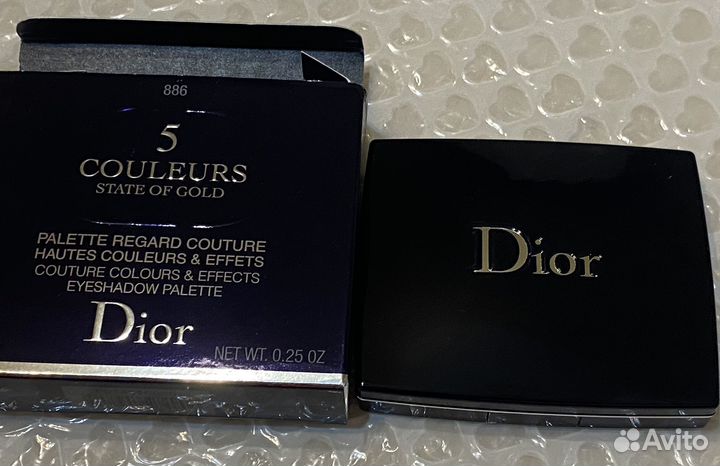 886
5
COULEURS
STATE OF GOLD
PALETTE REGARD COUTURE
HAUTES COULEURS & EFFETS
COUTURE COLOURS & EFFECTS
EYESHADOW PALETTE
Dior
NET WT. 0.25 OZ
Dior
Avito